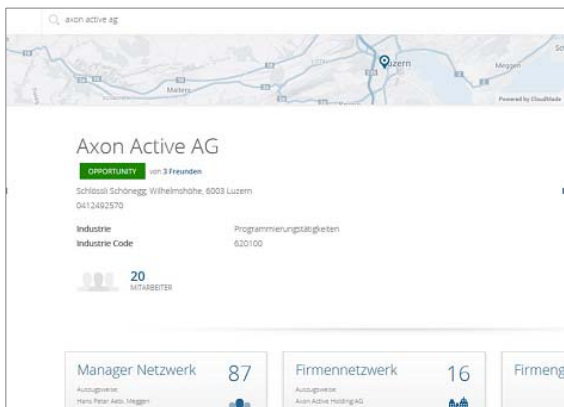 axon active ag
Luzern
Malters
Meggen
Powered by CloudMade
Axon Active AG
OPPORTUNITY von 3 Freunden
Schlössli Schönegg, Wilhelmshöhe, 6003 Luzern
0412492570
Industrie Programmierungstätigkeiten
Industrie Code 620100
20
MITARBEITER
Manager Netzwerk 87
Auszugsweise:
Hans Peter Aebi, Meggen
Firmennetzwerk 16
Auszugsweise:
Axon Active Holding AG
Firmeng